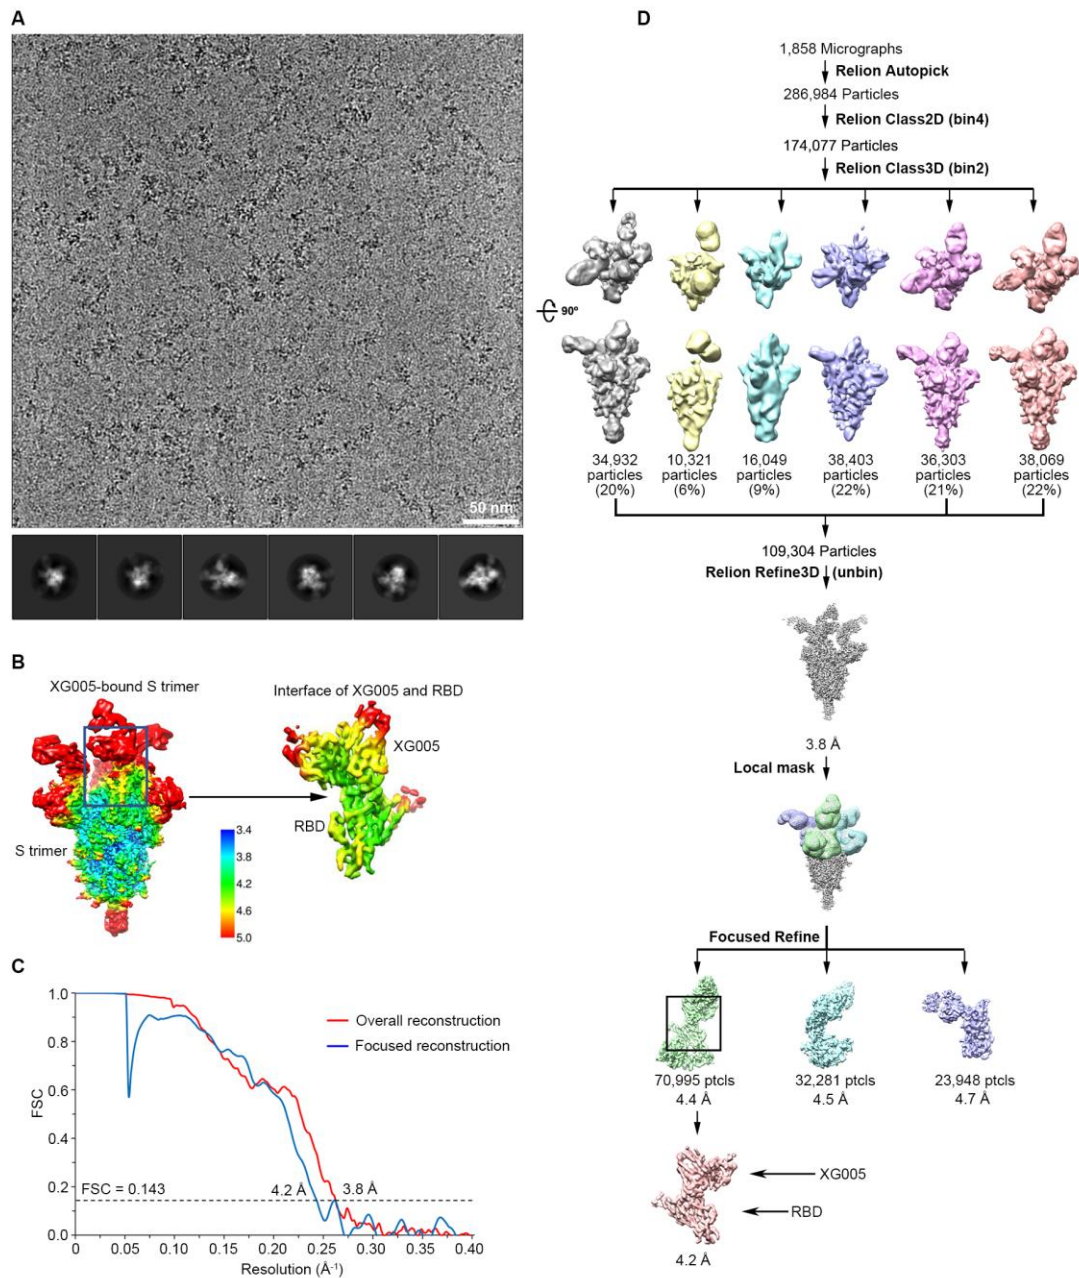 A
50 nm
B
XG005-bound S trimer
Interface of XG005 and RBD
XG005
RBD
S trimer
3.4
3.8
4.2
4.6
5.0
C
1.0
0.8
0.6
0.4
0.2
0.0
FSC
Overall reconstruction
Focused reconstruction
FSC = 0.143
4.2 Å
3.8 Å
0
0.05
0.10
0.15
0.20
0.25
0.30
0.35
0.40
Resolution (Å⁻¹)
D
1,858 Micrographs
Relion Autopick
286,984 Particles
Relion Class2D (bin4)
174,077 Particles
Relion Class3D (bin2)
90º
34,932
particles
(20%)
10,321
particles
(6%)
16,049
particles
(9%)
38,403
particles
(22%)
36,303
particles
(21%)
38,069
particles
(22%)
109,304 Particles
Relion Refine3D (unbin)
3.8 Å
Local mask
Focused Refine
70,995 ptcls
4.4 Å
32,281 ptcls
4.5 Å
23,948 ptcls
4.7 Å
XG005
RBD
4.2 Å